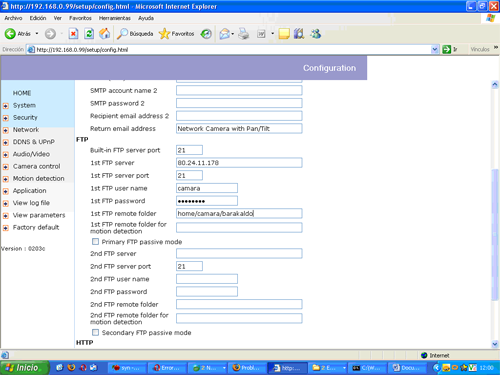 http://192.168.0.99/setup/config.html - Microsoft Internet Explorer
Archivo Edición Ver Favoritos Herramientas Ayuda
Atrás Búsqueda Favoritos
Dirección http://192.168.0.99/setup/config.html Ir Vínculos »
Configuration
HOME
System
Security
Network
DDNS & UPnP
Audio/Video
Camera control
Motion detection
Application
View log file
View parameters
Factory default
Version : 0203c
SMTP account name 2
SMTP password 2
Recipient email address 2
Return email address Network Camera with Pan/Tilt
FTP
Built-in FTP server port 21
1st FTP server 80.24.11.178
1st FTP server port 21
1st FTP user name camara
1st FTP password ••••••••
1st FTP remote folder home/camara/barakaldo
1st FTP remote folder for
motion detection
Primary FTP passive mode
2nd FTP server
2nd FTP server port 21
2nd FTP user name
2nd FTP password
2nd FTP remote folder
2nd FTP remote folder for
motion detection
Secondary FTP passive mode
HTTP
Internet
Inicio syn - Erro... 2 N... Probl... http:... 2 E... C:\W... Docu... 12:00